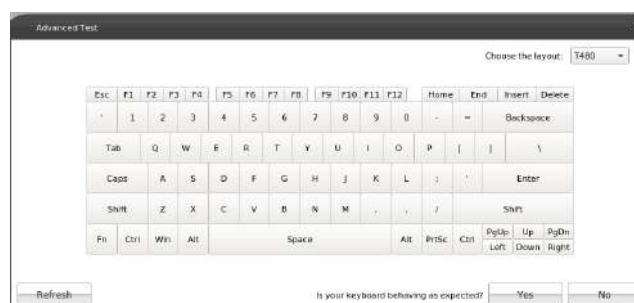 Advanced Test
Choose the layout: T480
Esc F1 F2 F3 F4 F5 F6 F7 F8 F9 F10 F11 F12 Home End Insert Delete
` 1 2 3 4 5 6 7 8 9 0 - = Backspace
Tab Q W E R T Y U I O P [ ] \
Caps A S D F G H J K L ; ' Enter
Shift Z X C V B N M , . / Shift
Fn Ctrl Win Alt Space Alt PrtSc Ctrl PgUp Up PgDn
Left Down Right
Refresh Is your keyboard behaving as expected? Yes No